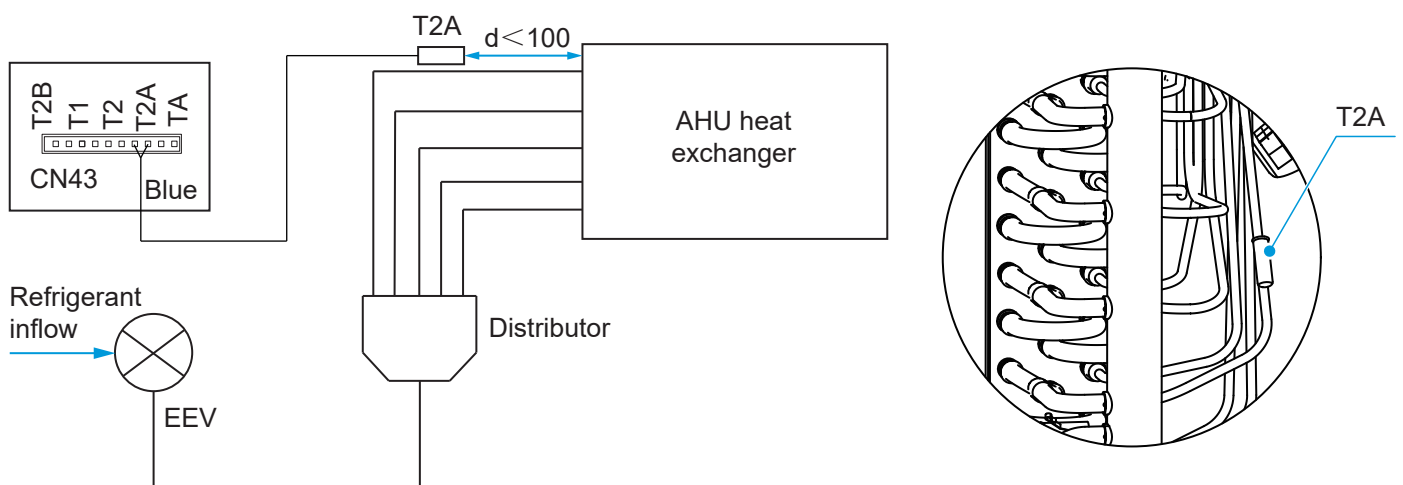 T2A
d＜100
T2B
T1
T2
T2A
TA
CN43
Blue
AHU heat
exchanger
T2A
Refrigerant
inflow
Distributor
EEV